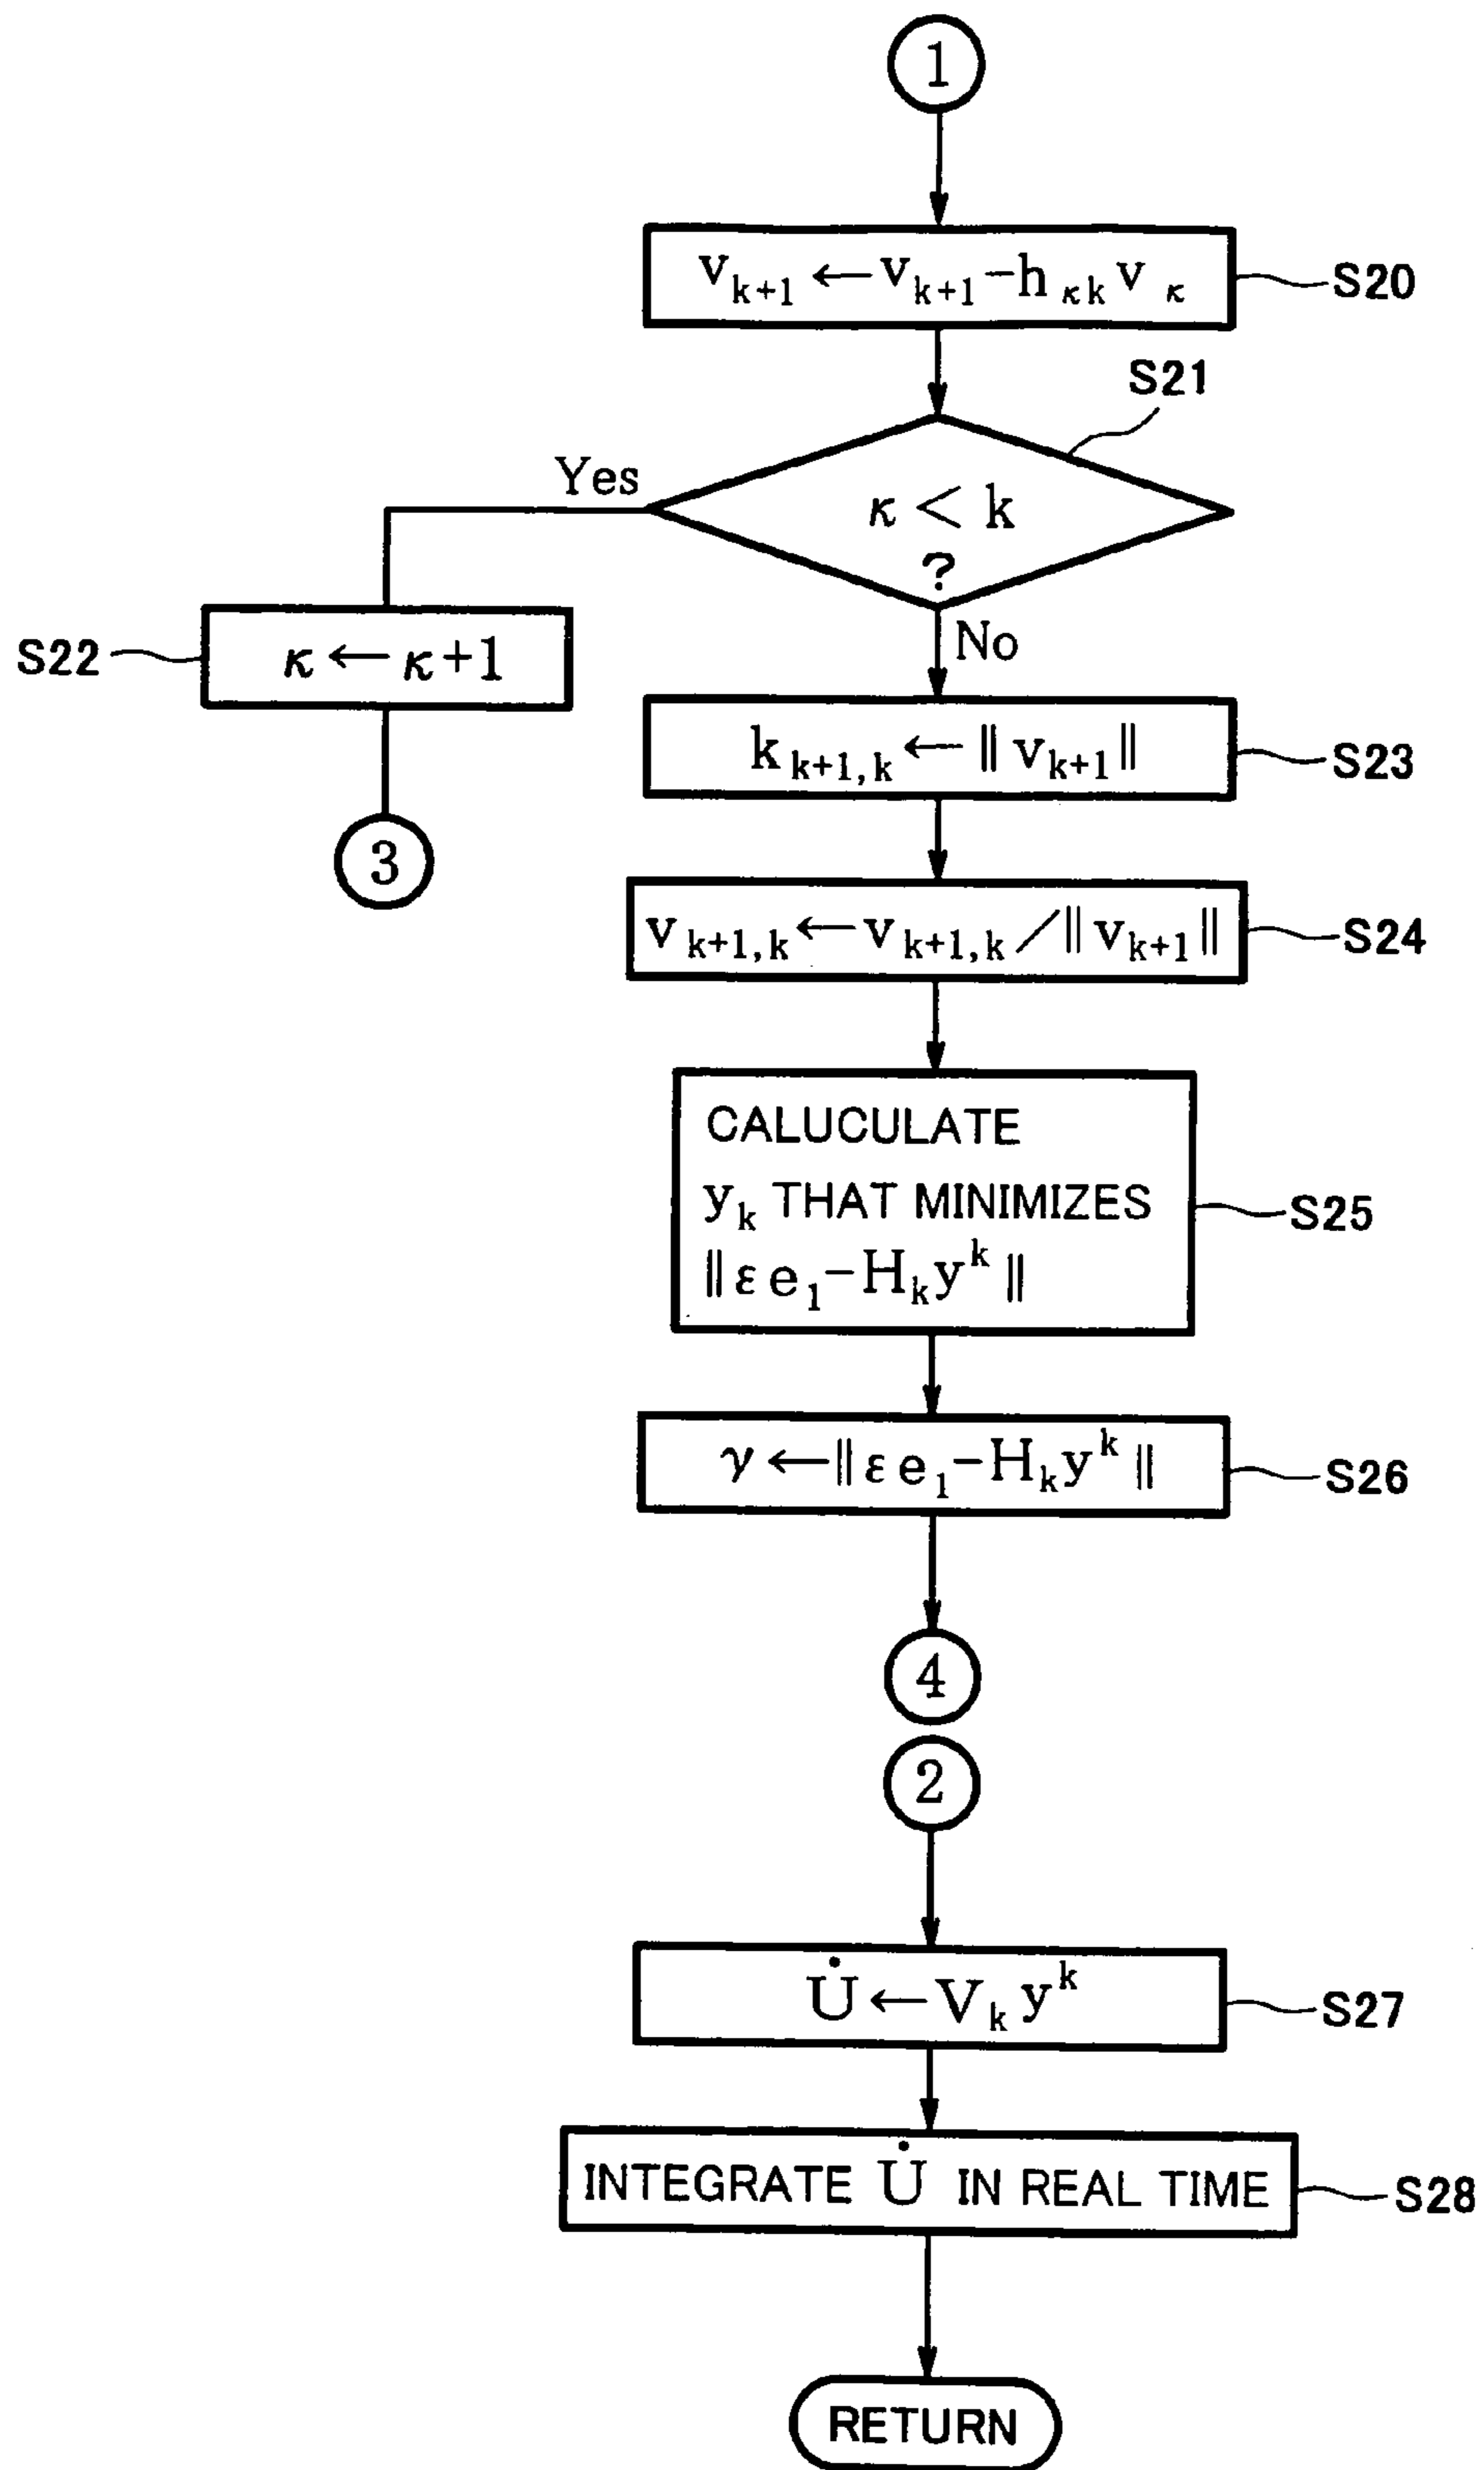 1
v_{k+1} ← v_{k+1} − h_{κk} v_κ
S20
S21
Yes
κ < k
?
No
S22
κ ← κ+1
k_{k+1,k} ← ‖ v_{k+1} ‖
S23
3
v_{k+1,k} ← v_{k+1,k} / ‖ v_{k+1} ‖
S24
CALUCULATE
y_k THAT MINIMIZES
‖ ε e_1 − H_k y^k ‖
S25
γ ← ‖ ε e_1 − H_k y^k ‖
S26
4
2
U̇ ← V_k y^k
S27
INTEGRATE U̇ IN REAL TIME
S28
RETURN